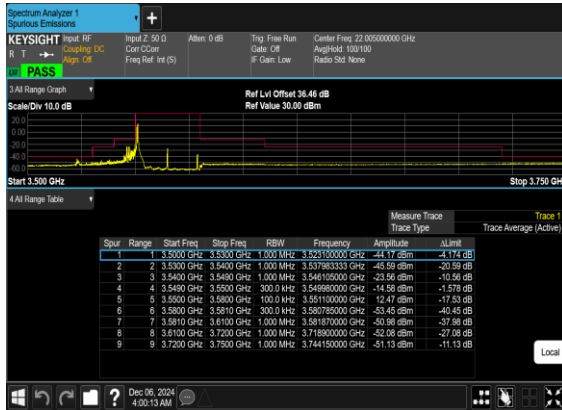 Spectrum Analyzer 1
Spurious Emissions
KEYSIGHT Input: RF Input Z: 50 Ω Atten: 0 dB Trig: Free Run Center Freq: 22.005000000 GHz
R T Coupling: DC Corr CCorr Gate: Off Avg|Hold: 100/100
Align: Off Freq Ref: Int (S) IF Gain: Low Radio Std: None
LXI PASS
3 All Range Graph
Ref Lvl Offset 36.46 dB
Scale/Div 10.0 dB Ref Value 30.00 dBm
20.0
0.00
-20.0
-40.0
-60.0
Start 3.500 GHz Stop 3.750 GH
4 All Range Table
Measure Trace Trace 1
Trace Type Trace Average (Active)
Spur Range Start Freq Stop Freq RBW Frequency Amplitude ΔLimit
1 1 3.5000 GHz 3.5300 GHz 1.000 MHz 3.523100000 GHz -44.17 dBm -4.174 dB
2 2 3.5300 GHz 3.5400 GHz 1.000 MHz 3.537983333 GHz -45.59 dBm -20.59 dB
3 3 3.5400 GHz 3.5490 GHz 1.000 MHz 3.546105000 GHz -23.56 dBm -10.56 dB
4 4 3.5490 GHz 3.5500 GHz 300.0 kHz 3.549980000 GHz -14.58 dBm -1.578 dB
5 5 3.5500 GHz 3.5800 GHz 100.0 kHz 3.551100000 GHz 12.47 dBm -17.53 dB
6 6 3.5800 GHz 3.5810 GHz 300.0 kHz 3.580785000 GHz -53.45 dBm -40.45 dB
7 7 3.5810 GHz 3.6100 GHz 1.000 MHz 3.581870000 GHz -50.98 dBm -37.98 dB
8 8 3.6100 GHz 3.7200 GHz 1.000 MHz 3.718900000 GHz -52.08 dBm -27.08 dB
9 9 3.7200 GHz 3.7500 GHz 1.000 MHz 3.744150000 GHz -51.13 dBm -11.13 dB
Local
Dec 06, 2024
4:00:13 AM